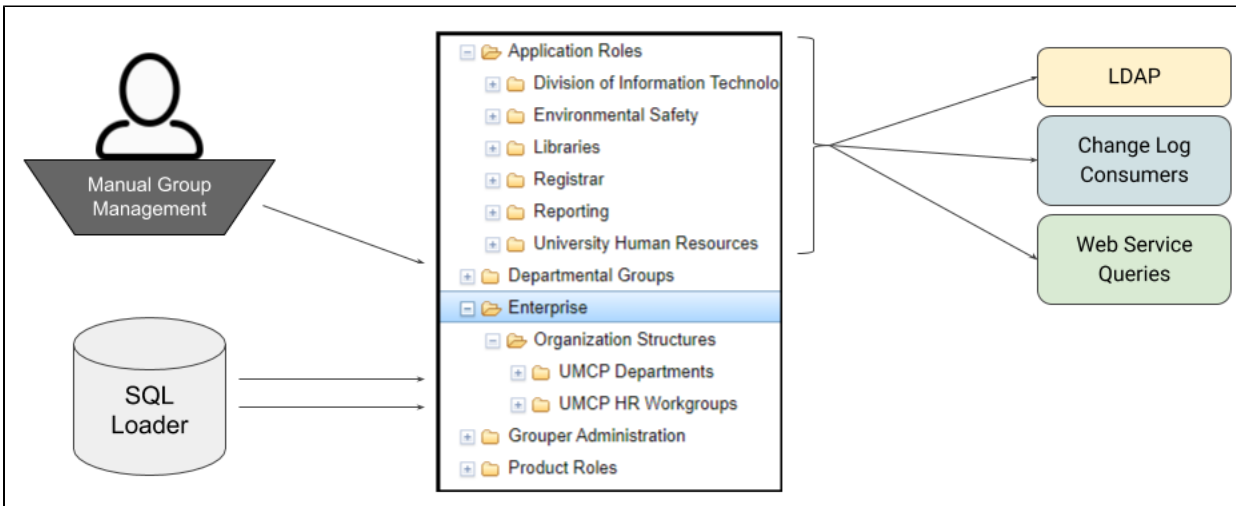 Manual Group
Management
SQL
Loader
Application Roles
Division of Information Technolo
Environmental Safety
Libraries
Registrar
Reporting
University Human Resources
Departmental Groups
Enterprise
Organization Structures
UMCP Departments
UMCP HR Workgroups
Grouper Administration
Product Roles
LDAP
Change Log
Consumers
Web Service
Queries